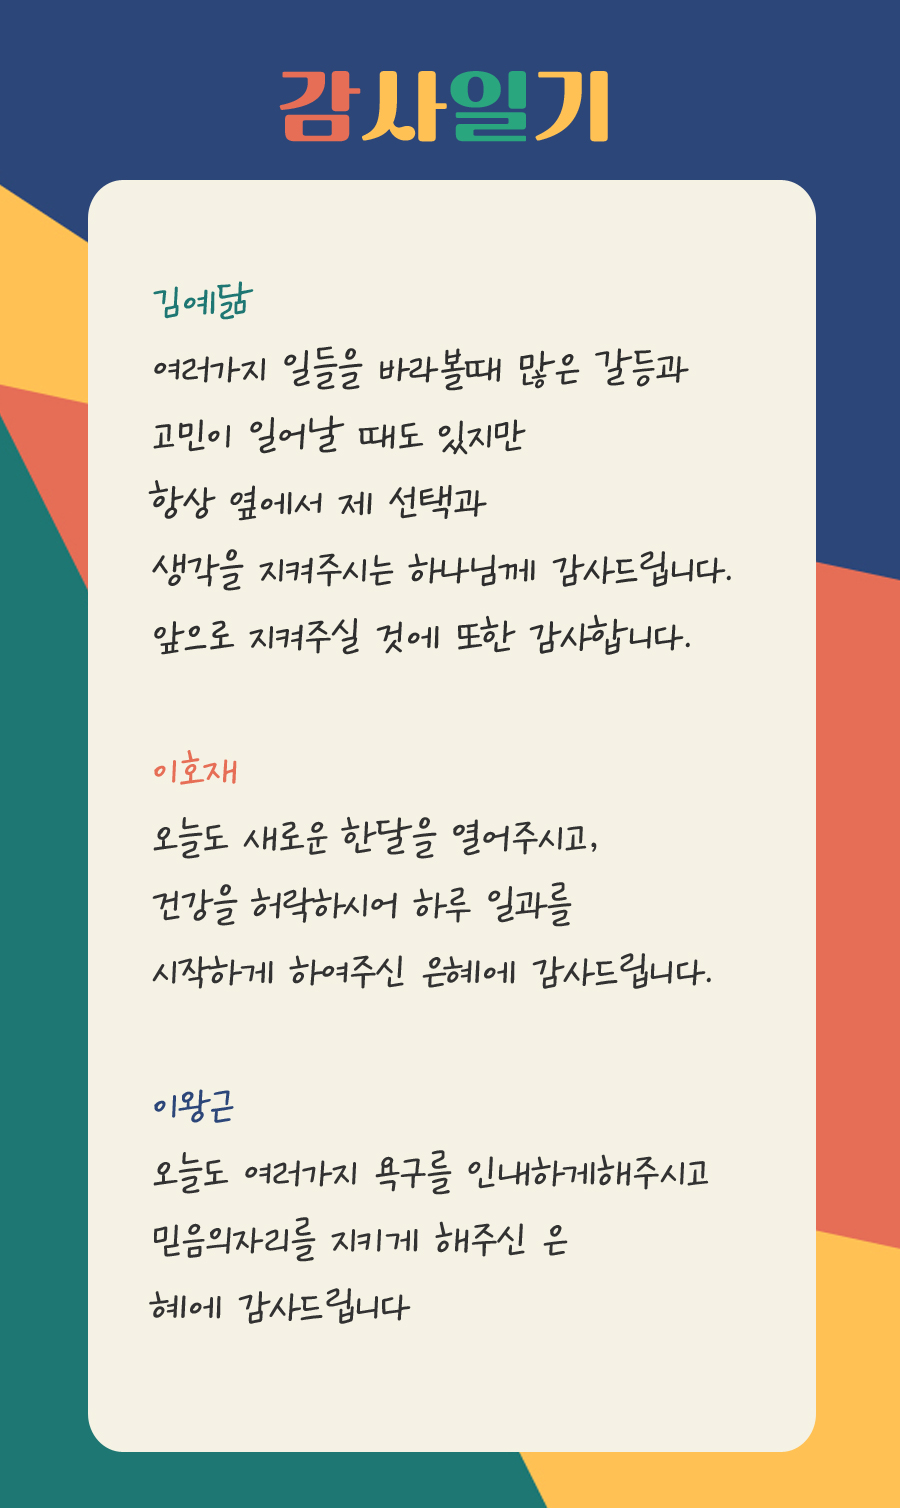 감사일기
김예닮
여러가지 일들을 바라볼때 많은 갈등과
고민이 일어날 때도 있지만
항상 옆에서 제 선택과
생각을 지켜주시는 하나님께 감사드립니다.
앞으로 지켜주실 것에 또한 감사합니다.
이호재
오늘도 새로운 한달을 열어주시고,
건강을 허락하시어 하루 일과를
시작하게 하여주신 은혜에 감사드립니다.
이왕근
오늘도 여러가지 욕구를 인내하게해주시고
믿음의자리를 지키게 해주신 은
혜에 감사드립니다